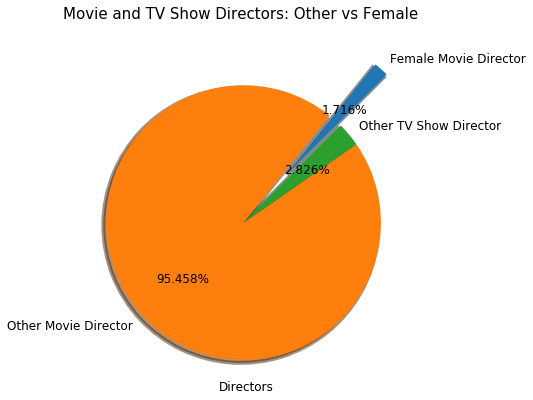 Movie and TV Show Directors: Other vs Female
Female Movie Director
1.716%
Other TV Show Director
2.826%
95.458%
Other Movie Director
Directors